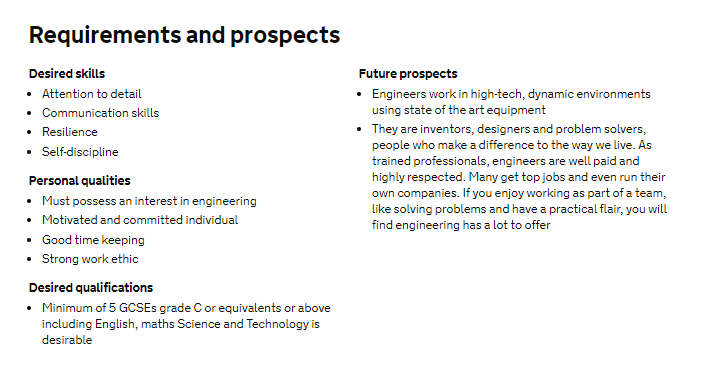 Requirements and prospects
Desired skills
Attention to detail
Communication skills
Resilience
Self-discipline
Personal qualities
Must possess an interest in engineering
Motivated and committed individual
Good time keeping
Strong work ethic
Desired qualifications
Minimum of 5 GCSEs grade C or equivalents or above
including English, maths Science and Technology is
desirable
Future prospects
Engineers work in high-tech, dynamic environments
using state of the art equipment
They are inventors, designers and problem solvers,
people who make a difference to the way we live. As
trained professionals, engineers are well paid and
highly respected. Many get top jobs and even run their
own companies. If you enjoy working as part of a team,
like solving problems and have a practical flair, you will
find engineering has a lot to offer